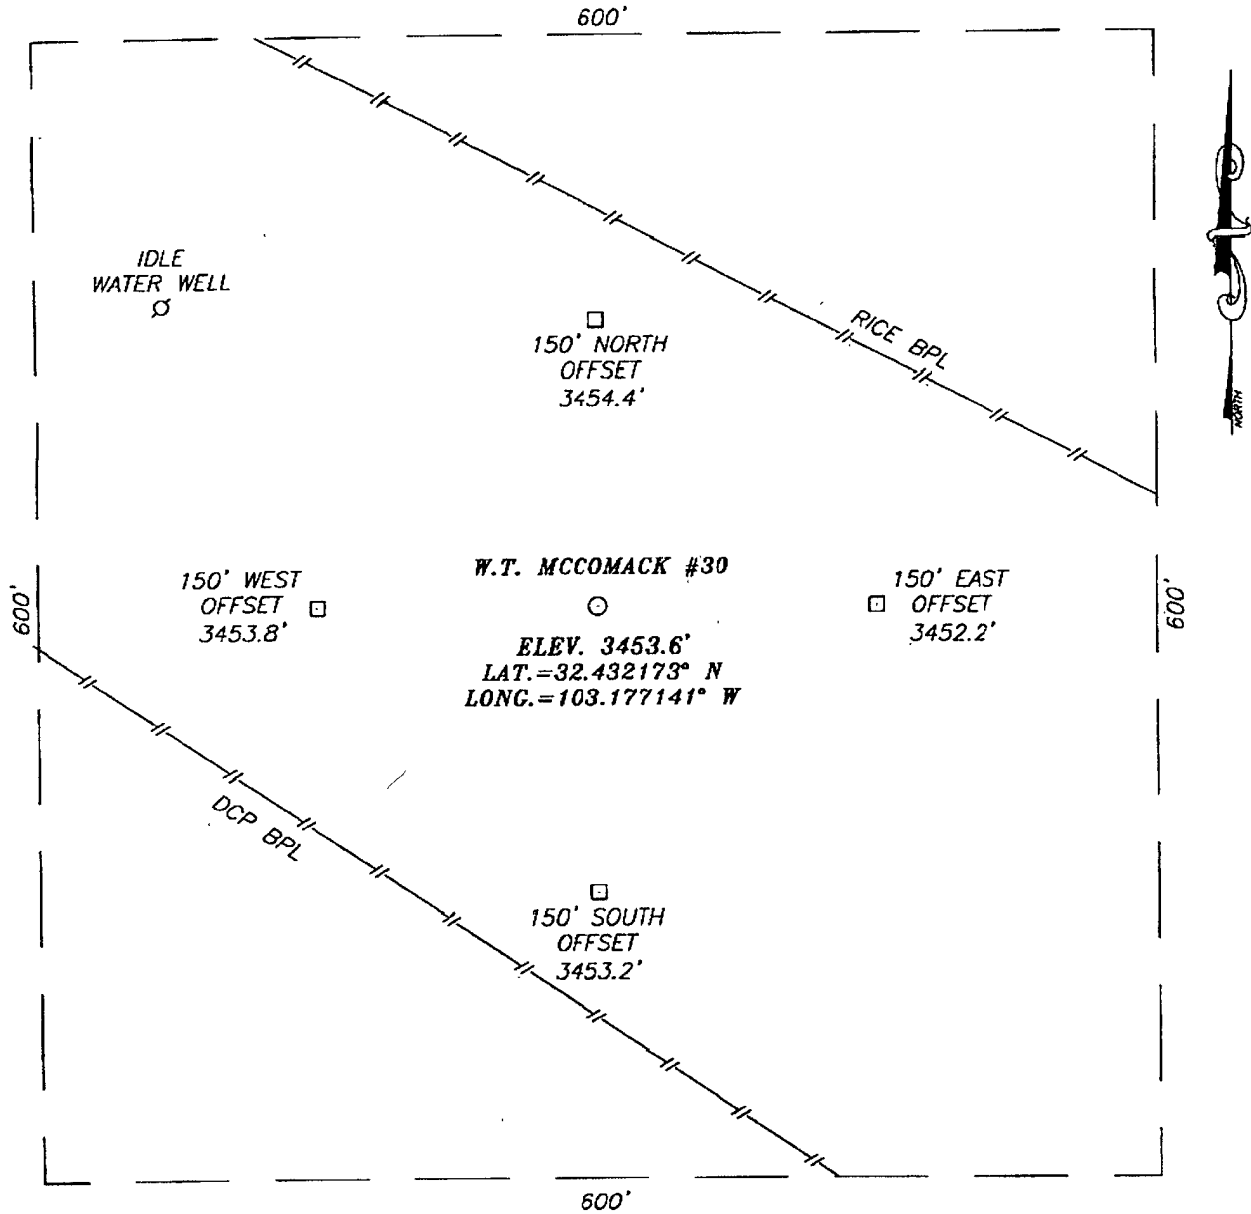 600'
IDLE
WATER WELL
150' NORTH
OFFSET
3454.4'
RICE BPL
NORTH
600'
150' WEST
OFFSET
3453.8'
W.T. MCCOMACK #30
ELEV. 3453.6'
LAT.=32.432173° N
LONG.=103.177141° W
150' EAST
OFFSET
3452.2'
600'
DCP BPL
150' SOUTH
OFFSET
3453.2'
600'